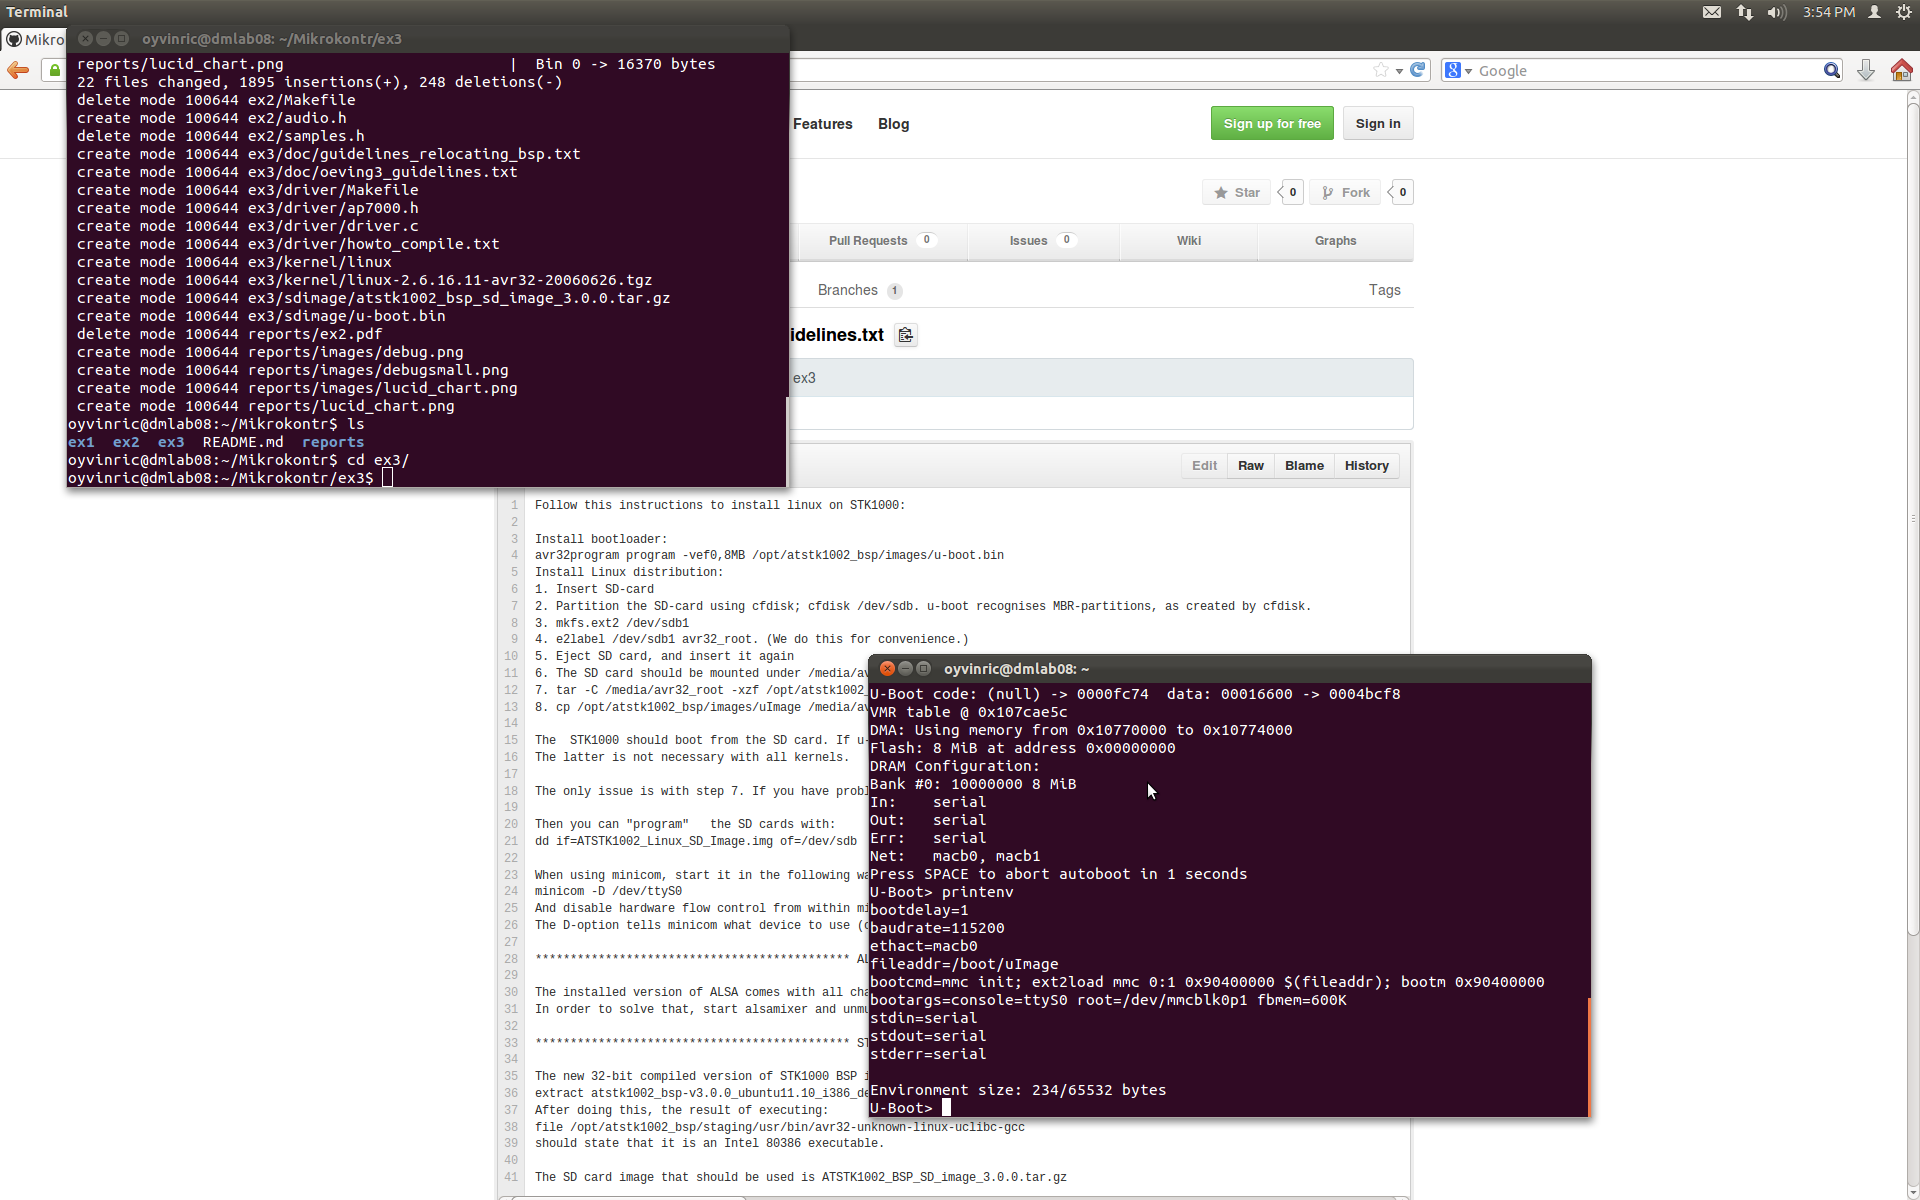 Terminal
3:54 PM
Mikro
oyvinric@dmlab08: ~/Mikrokontr/ex3
Google
reports/lucid_chart.png | Bin 0 -> 16370 bytes
22 files changed, 1895 insertions(+), 248 deletions(-)
delete mode 100644 ex2/Makefile
create mode 100644 ex2/audio.h
delete mode 100644 ex2/samples.h
create mode 100644 ex3/doc/guidelines_relocating_bsp.txt
create mode 100644 ex3/doc/oeving3_guidelines.txt
create mode 100644 ex3/driver/Makefile
create mode 100644 ex3/driver/ap7000.h
create mode 100644 ex3/driver/driver.c
create mode 100644 ex3/driver/howto_compile.txt
create mode 100644 ex3/kernel/linux
create mode 100644 ex3/kernel/linux-2.6.16.11-avr32-20060626.tgz
create mode 100644 ex3/sdimage/atstk1002_bsp_sd_image_3.0.0.tar.gz
create mode 100644 ex3/sdimage/u-boot.bin
delete mode 100644 reports/ex2.pdf
create mode 100644 reports/images/debug.png
create mode 100644 reports/images/debugsmall.png
create mode 100644 reports/images/lucid_chart.png
create mode 100644 reports/lucid_chart.png
oyvinric@dmlab08:~/Mikrokontr$ ls
ex1 ex2 ex3 README.md reports
oyvinric@dmlab08:~/Mikrokontr$ cd ex3/
oyvinric@dmlab08:~/Mikrokontr/ex3$
Features Blog
Sign up for free Sign in
Star 0 Fork 0
Pull Requests 0 Issues 0 Wiki Graphs
Branches 1 Tags
idelines.txt
ex3
Edit Raw Blame History
1 Follow this instructions to install linux on STK1000:
2
3 Install bootloader:
4 avr32program program -vef0,8MB /opt/atstk1002_bsp/images/u-boot.bin
5 Install Linux distribution:
6 1. Insert SD-card
7 2. Partition the SD-card using cfdisk; cfdisk /dev/sdb. u-boot recognises MBR-partitions, as created by cfdisk.
8 3. mkfs.ext2 /dev/sdb1
9 4. e2label /dev/sdb1 avr32_root. (We do this for convenience.)
10 5. Eject SD card, and insert it again
11 6. The SD card should be mounted under /media/av
12 7. tar -C /media/avr32_root -xzf /opt/atstk1002_
13 8. cp /opt/atstk1002_bsp/images/uImage /media/av
14
15 The  STK1000 should boot from the SD card. If u-
16 The latter is not necessary with all kernels.
17
18 The only issue is with step 7. If you have probl
19
20 Then you can "program"   the SD cards with:
21 dd if=ATSTK1002_Linux_SD_Image.img of=/dev/sdb
22
23 When using minicom, start it in the following wa
24 minicom -D /dev/ttyS0
25 And disable hardware flow control from within mi
26 The D-option tells minicom what device to use (c
27
28 ********************************************* AL
29
30 The installed version of ALSA comes with all cha
31 In order to solve that, start alsamixer and unmu
32
33 ********************************************* ST
34
35 The new 32-bit compiled version of STK1000 BSP i
36 extract atstk1002_bsp-v3.0.0_ubuntu11.10_i386_de
37 After doing this, the result of executing:
38 file /opt/atstk1002_bsp/staging/usr/bin/avr32-unknown-linux-uclibc-gcc
39 should state that it is an Intel 80386 executable.
40
41 The SD card image that should be used is ATSTK1002_BSP_SD_image_3.0.0.tar.gz
oyvinric@dmlab08: ~
U-Boot code: (null) -> 0000fc74  data: 00016600 -> 0004bcf8
VMR table @ 0x107cae5c
DMA: Using memory from 0x10770000 to 0x10774000
Flash: 8 MiB at address 0x00000000
DRAM Configuration:
Bank #0: 10000000 8 MiB
In:    serial
Out:   serial
Err:   serial
Net:   macb0, macb1
Press SPACE to abort autoboot in 1 seconds
U-Boot> printenv
bootdelay=1
baudrate=115200
ethact=macb0
fileaddr=/boot/uImage
bootcmd=mmc init; ext2load mmc 0:1 0x90400000 $(fileaddr); bootm 0x90400000
bootargs=console=ttyS0 root=/dev/mmcblk0p1 fbmem=600K
stdin=serial
stdout=serial
stderr=serial
Environment size: 234/65532 bytes
U-Boot>